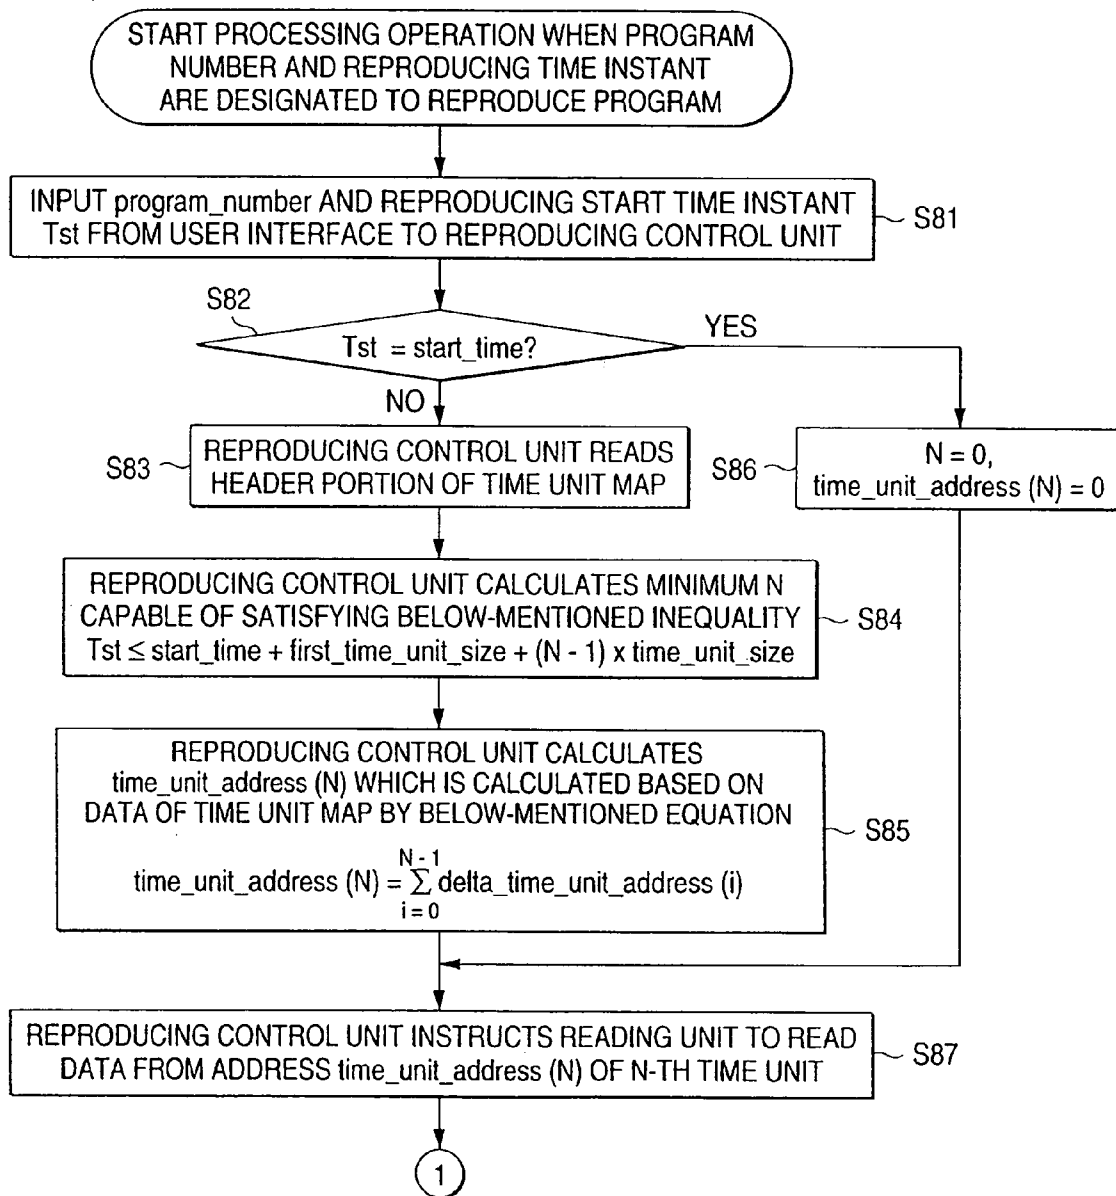 START PROCESSING OPERATION WHEN PROGRAM
NUMBER AND REPRODUCING TIME INSTANT
ARE DESIGNATED TO REPRODUCE PROGRAM
INPUT program_number AND REPRODUCING START TIME INSTANT
Tst FROM USER INTERFACE TO REPRODUCING CONTROL UNIT
S81
S82
Tst = start_time?
YES
NO
S83
REPRODUCING CONTROL UNIT READS
HEADER PORTION OF TIME UNIT MAP
S86
N = 0,
time_unit_address (N) = 0
REPRODUCING CONTROL UNIT CALCULATES MINIMUM N
CAPABLE OF SATISFYING BELOW-MENTIONED INEQUALITY
Tst ≤ start_time + first_time_unit_size + (N - 1) x time_unit_size
S84
REPRODUCING CONTROL UNIT CALCULATES
time_unit_address (N) WHICH IS CALCULATED BASED ON
DATA OF TIME UNIT MAP BY BELOW-MENTIONED EQUATION
S85
N - 1
time_unit_address (N) = Σ delta_time_unit_address (i)
i = 0
REPRODUCING CONTROL UNIT INSTRUCTS READING UNIT TO READ
DATA FROM ADDRESS time_unit_address (N) OF N-TH TIME UNIT
S87
1